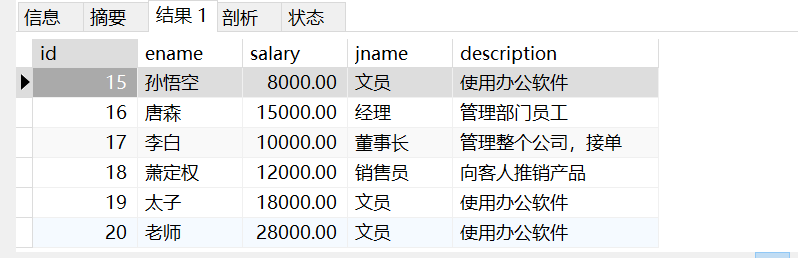 信息 摘要 结果 1 剖析 状态
id ename salary jname description
15 孙悟空 8000.00 文员 使用办公软件
16 唐森 15000.00 经理 管理部门员工
17 李白 10000.00 董事长 管理整个公司，接单
18 萧定权 12000.00 销售员 向客人推销产品
19 太子 18000.00 文员 使用办公软件
20 老师 28000.00 文员 使用办公软件